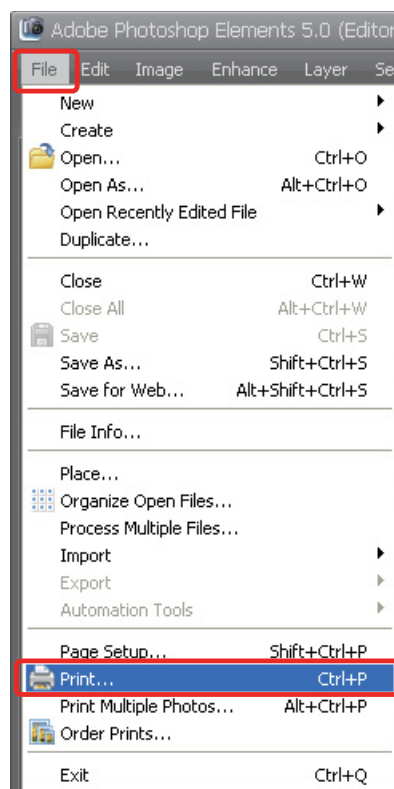 Adobe Photoshop Elements 5.0 (Editor
File Edit Image Enhance Layer Se
New
Create
Open... Ctrl+O
Open As... Alt+Ctrl+O
Open Recently Edited File
Duplicate...
Close Ctrl+W
Close All Alt+Ctrl+W
Save Ctrl+S
Save As... Shift+Ctrl+S
Save for Web... Alt+Shift+Ctrl+S
File Info...
Place...
Organize Open Files...
Process Multiple Files...
Import
Export
Automation Tools
Page Setup... Shift+Ctrl+P
Print... Ctrl+P
Print Multiple Photos... Alt+Ctrl+P
Order Prints...
Exit Ctrl+Q